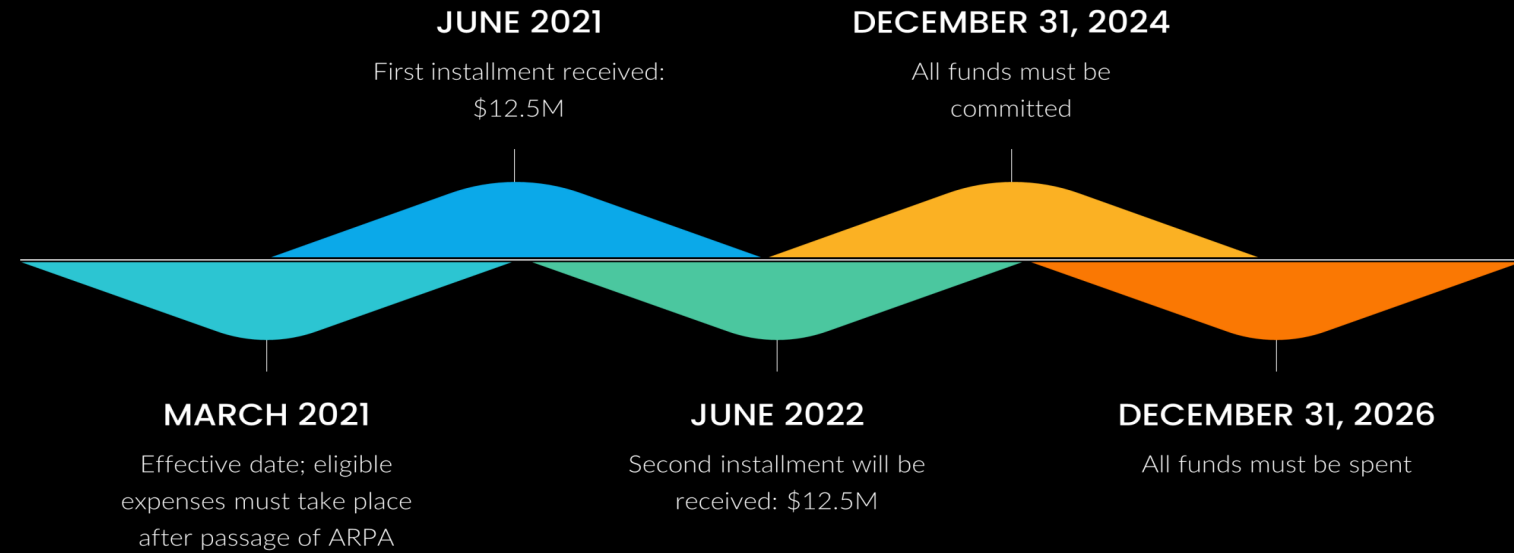 JUNE 2021
First installment received:
$12.5M
DECEMBER 31, 2024
All funds must be
committed
MARCH 2021
Effective date; eligible
expenses must take place
after passage of ARPA
JUNE 2022
Second installment will be
received: $12.5M
DECEMBER 31, 2026
All funds must be spent